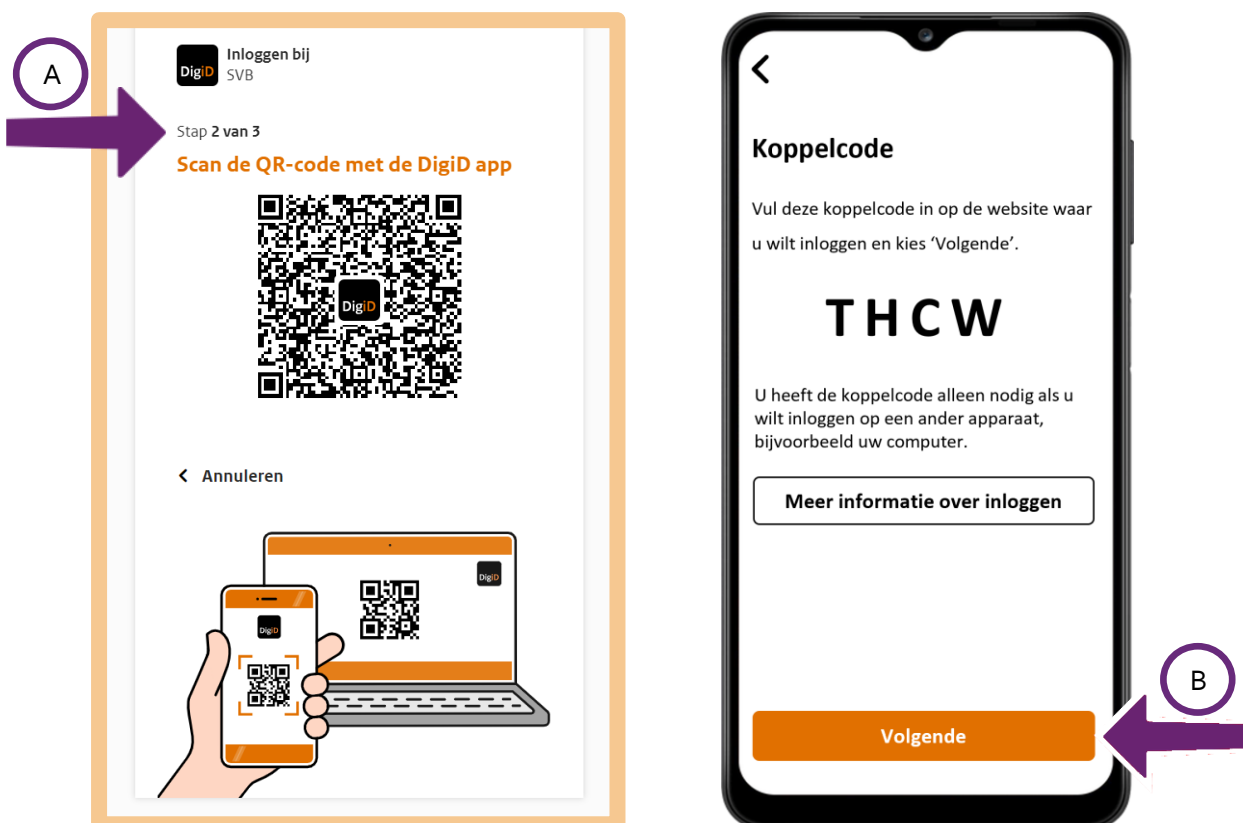 A
DigiD
Inloggen bij
SVB
Stap 2 van 3
Scan de QR-code met de DigiD app
DigiD
Annuleren
DigiD
DigiD
Koppelcode
Vul deze koppelcode in op de website waar
u wilt inloggen en kies ‘Volgende’.
THCW
U heeft de koppelcode alleen nodig als u
wilt inloggen op een ander apparaat,
bijvoorbeeld uw computer.
Meer informatie over inloggen
Volgende
B